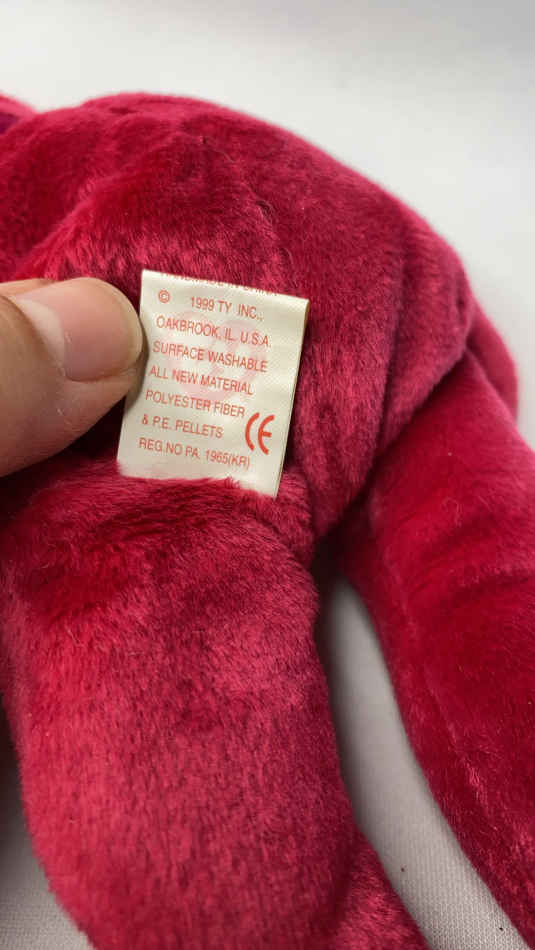 © 1999 TY INC.,
OAKBROOK, IL. U.S.A.
SURFACE WASHABLE
ALL NEW MATERIAL
POLYESTER FIBER
& P.E. PELLETS
REG.NO PA. 1965(KR)
CE